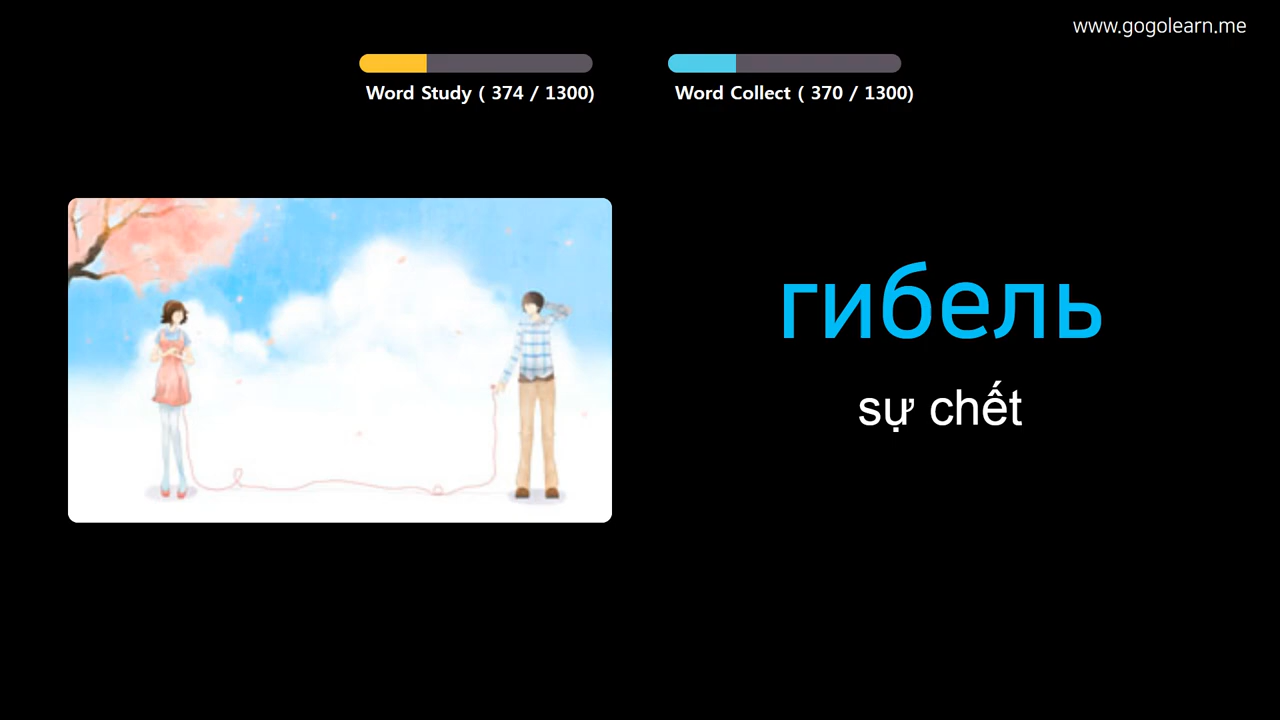 www.gogolearn.me
Word Study ( 374 / 1300)
Word Collect ( 370 / 1300)
гибель
sự chết